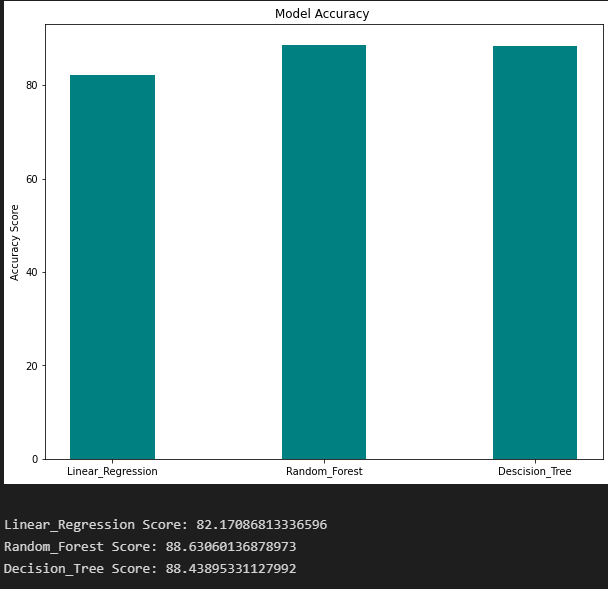 Model Accuracy
80
60
40
20
0
Accuracy Score
Linear_Regression Random_Forest Descision_Tree
Linear_Regression Score: 82.17086813336596
Random_Forest Score: 88.63060136878973
Decision_Tree Score: 88.43895331127992